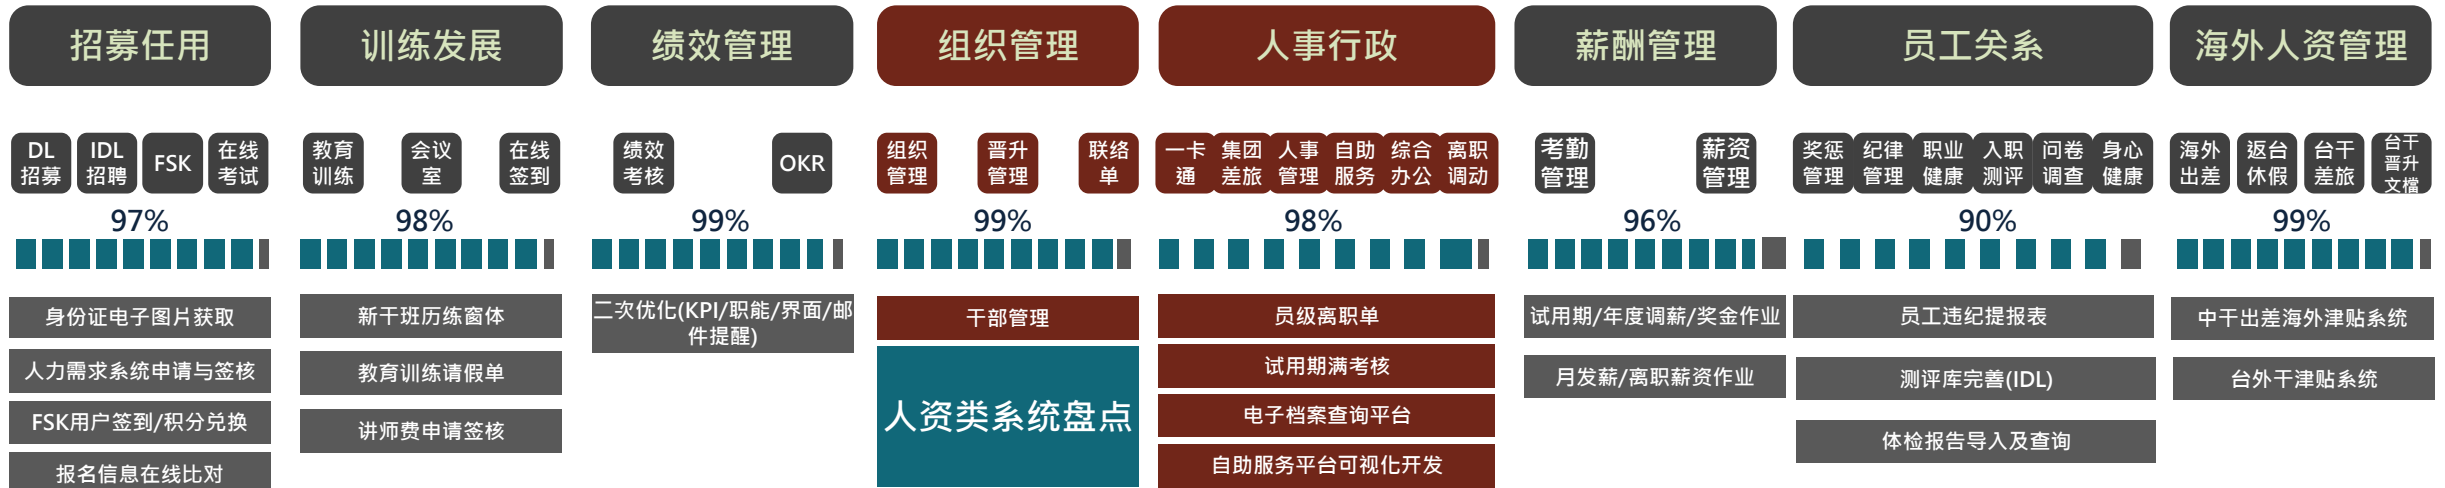 招募任用
训练发展
绩效管理
组织管理
人事行政
薪酬管理
员工关系
海外人资管理
DL
招募
IDL
招聘
FSK
在线
考试
教育
训练
会议
室
在线
签到
绩效
考核
OKR
组织
管理
晋升
管理
联络
单
一卡
通
集团
差旅
人事
管理
自助
服务
综合
办公
离职
调动
考勤
管理
薪资
管理
奖惩
管理
纪律
管理
职业
健康
入职
测评
问卷
调查
身心
健康
海外
出差
返台
休假
台干
差旅
台干
晋升
文檔
97%
98%
99%
99%
98%
96%
90%
99%
身份证电子图片获取
人力需求系统申请与签核
FSK用户签到/积分兑换
报名信息在线比对
新干班历练窗体
教育训练请假单
讲师费申请签核
二次优化(KPI/职能/界面/邮
件提醒)
干部管理
人资类系统盘点
员级离职单
试用期满考核
电子档案查询平台
自助服务平台可视化开发
试用期/年度调薪/奖金作业
月发薪/离职薪资作业
员工违纪提报表
测评库完善(IDL)
体检报告导入及查询
中干出差海外津贴系统
台外干津贴系统